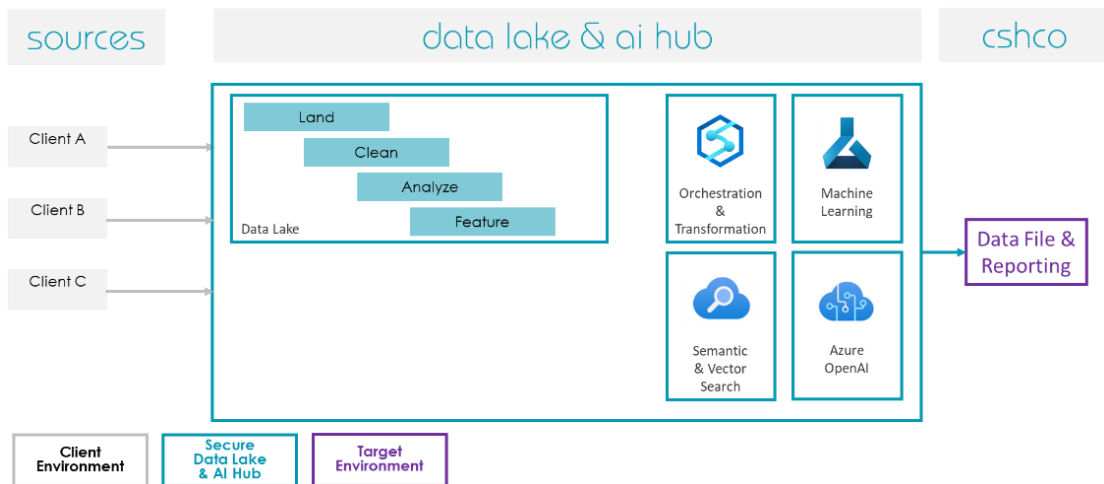 sources
data lake & ai hub
cshco
Client A
Client B
Client C
Land
Clean
Analyze
Feature
Data Lake
Orchestration
&
Transformation
Machine
Learning
Semantic
& Vector
Search
Azure
OpenAI
Data File &
Reporting
Client
Environment
Secure
Data Lake
& AI Hub
Target
Environment